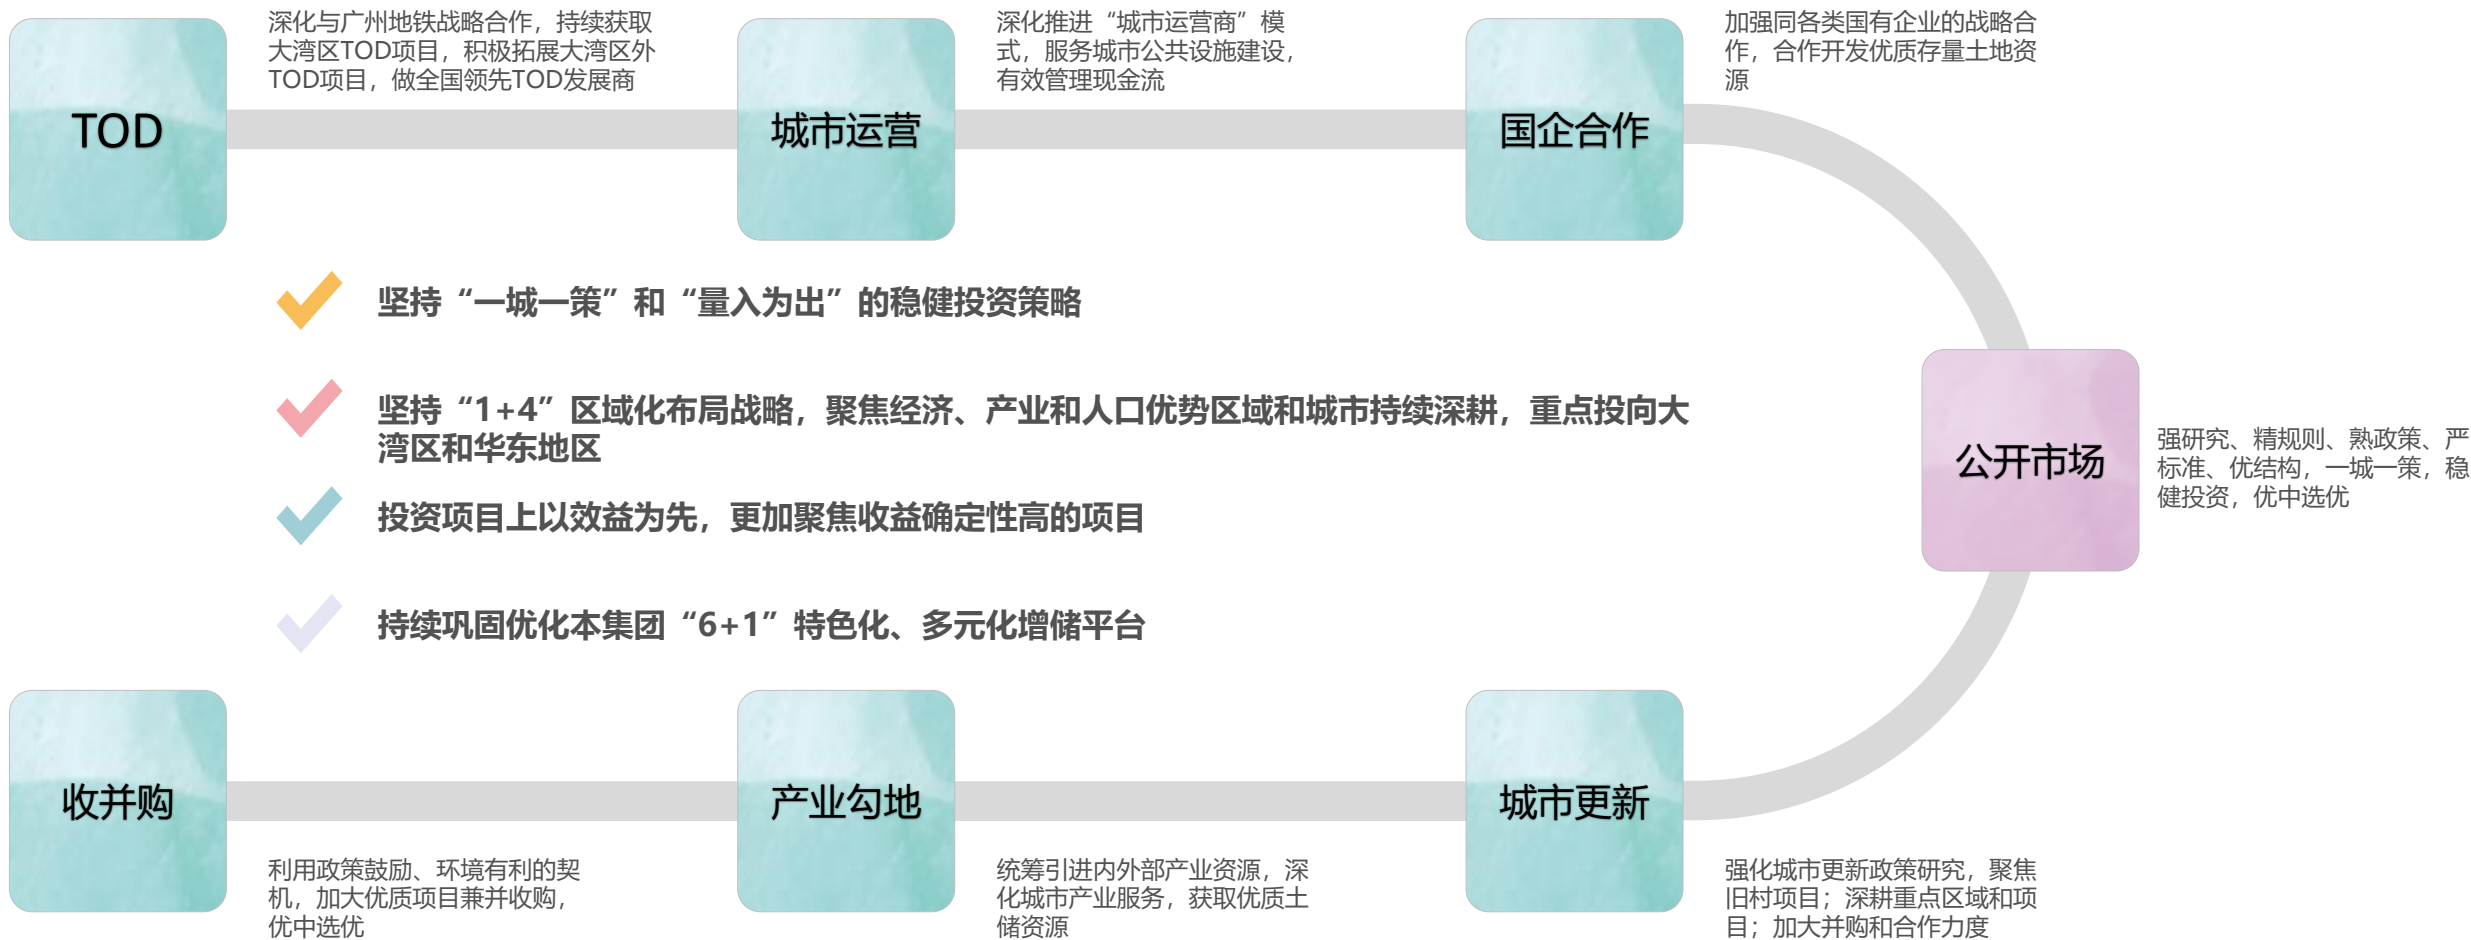 TOD
深化与广州地铁战略合作，持续获取
大湾区TOD项目，积极拓展大湾区外
TOD项目，做全国领先TOD发展商
城市运营
深化推进“城市运营商”模
式，服务城市公共设施建设，
有效管理现金流
国企合作
加强同各类国有企业的战略合
作，合作开发优质存量土地资
源
坚持“一城一策”和“量入为出”的稳健投资策略
坚持“1+4”区域化布局战略，聚焦经济、产业和人口优势区域和城市持续深耕，重点投向大
湾区和华东地区
投资项目上以效益为先，更加聚焦收益确定性高的项目
持续巩固优化本集团“6+1”特色化、多元化增储平台
公开市场
强研究、精规则、熟政策、严
标准、优结构，一城一策，稳
健投资，优中选优
收并购
利用政策鼓励、环境有利的契
机，加大优质项目兼并收购，
优中选优
产业勾地
统筹引进内外部产业资源，深
化城市产业服务，获取优质土
储资源
城市更新
强化城市更新政策研究，聚焦
旧村项目；深耕重点区域和项
目；加大并购和合作力度